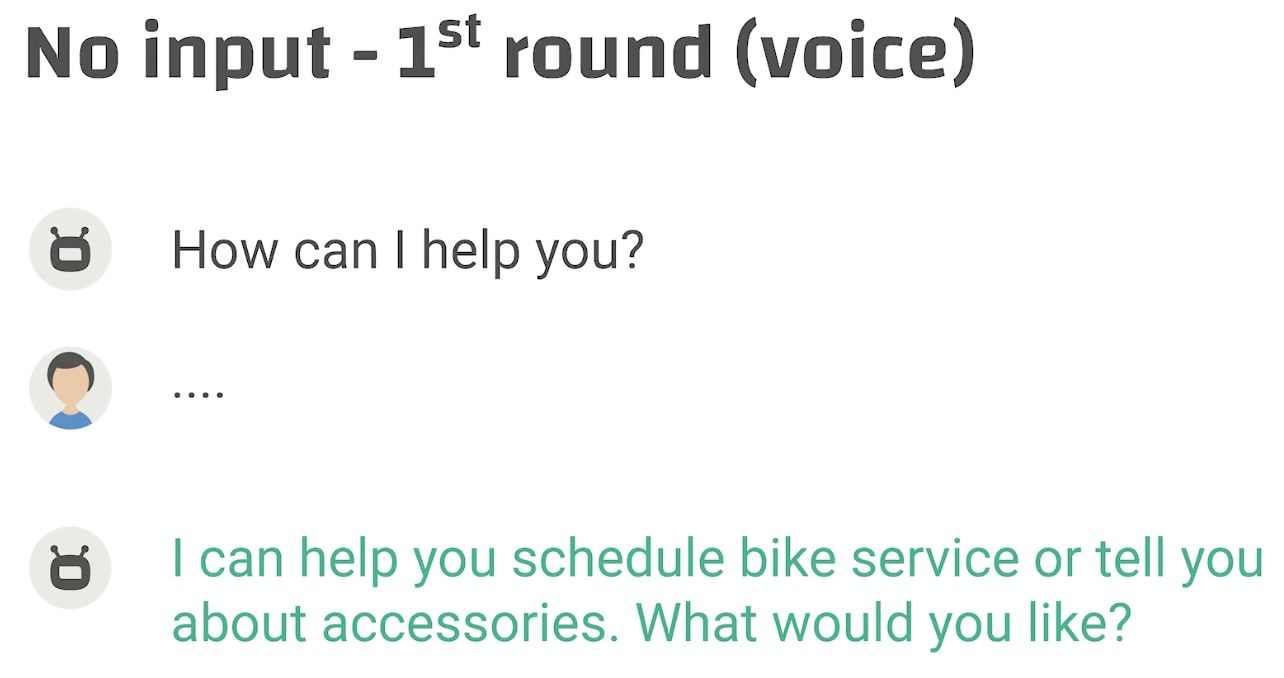 No input - 1st round (voice)
How can I help you?
....
I can help you schedule bike service or tell you
about accessories. What would you like?